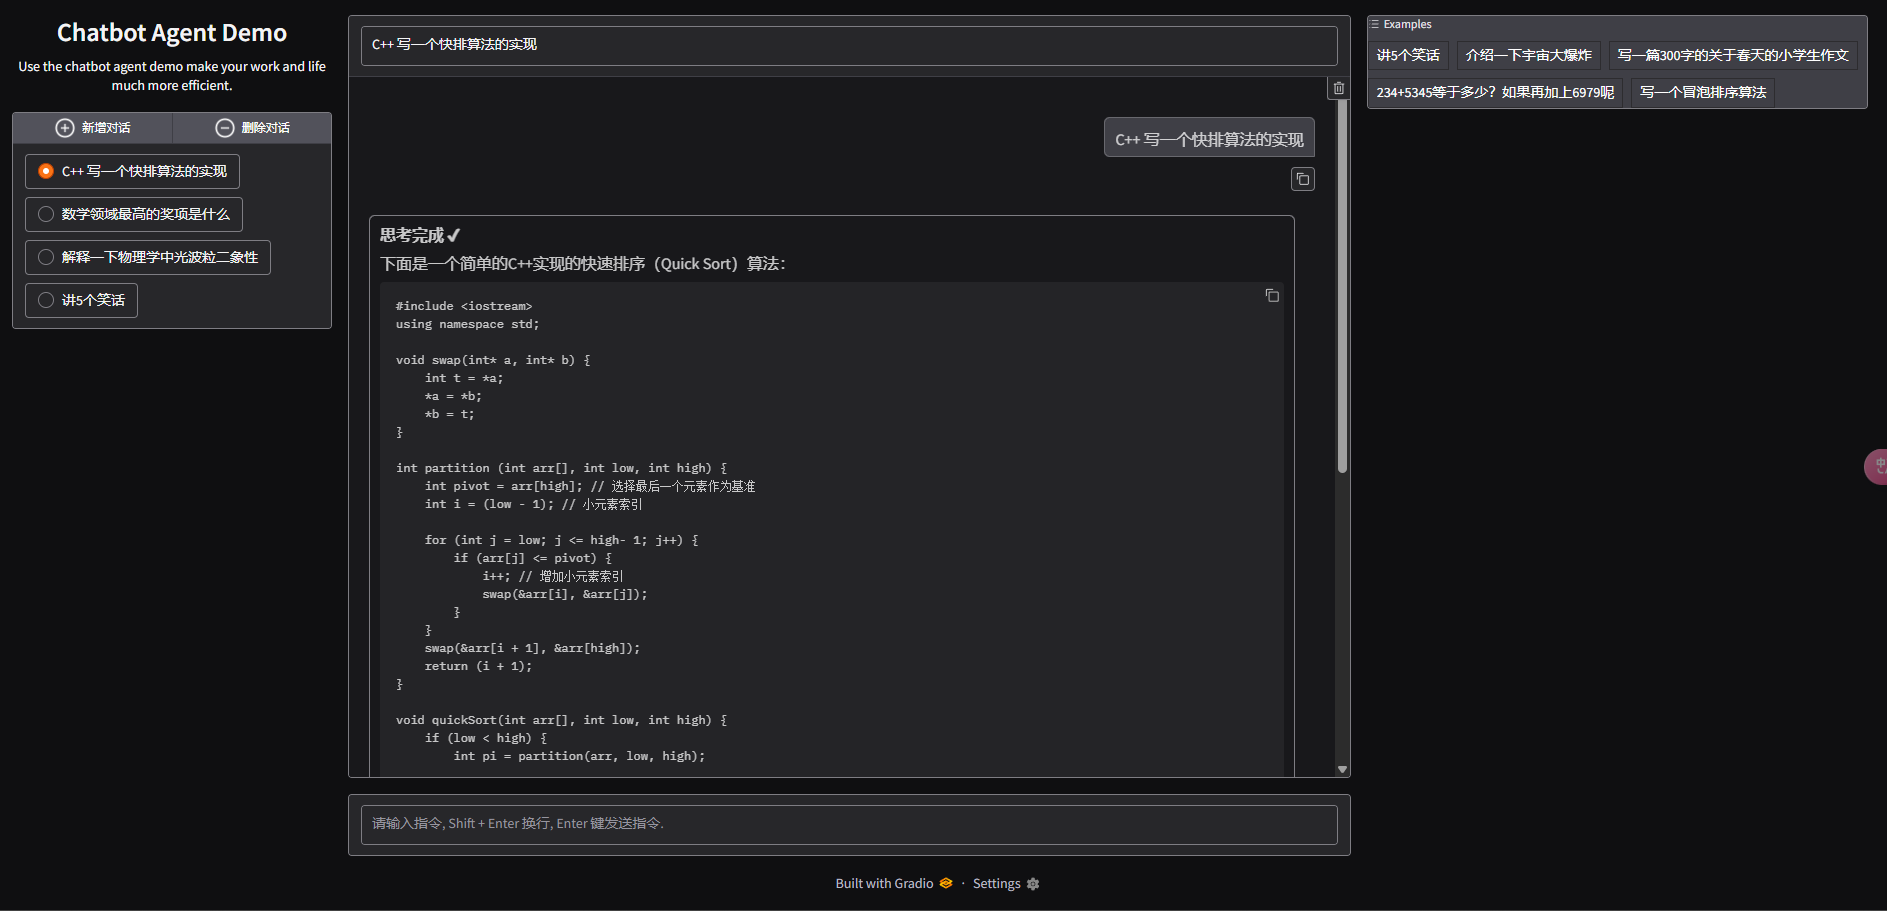 Chatbot Agent Demo
Use the chatbot agent demo make your work and life
much more efficient.
新增对话
删除对话
C++ 写一个快排算法的实现
数学领域最高的奖项是什么
解释一下物理学中光波粒二象性
讲5个笑话
C++ 写一个快排算法的实现
C++ 写一个快排算法的实现
思考完成✔
下面是一个简单的C++实现的快速排序（Quick Sort）算法：
#include <iostream>
using namespace std;
void swap(int* a, int* b) {
    int t = *a;
    *a = *b;
    *b = t;
}
int partition (int arr[], int low, int high) {
    int pivot = arr[high]; // 选择最后一个元素作为基准
    int i = (low - 1); // 小元素索引
    for (int j = low; j <= high- 1; j++) {
        if (arr[j] <= pivot) {
            i++; // 增加小元素索引
            swap(&arr[i], &arr[j]);
        }
    }
    swap(&arr[i + 1], &arr[high]);
    return (i + 1);
}
void quickSort(int arr[], int low, int high) {
    if (low < high) {
        int pi = partition(arr, low, high);
请输入指令, Shift + Enter 换行, Enter 键发送指令.
Examples
讲5个笑话
介绍一下宇宙大爆炸
写一篇300字的关于春天的小学生作文
234+5345等于多少？如果再加上6979呢
写一个冒泡排序算法
Built with Gradio · Settings